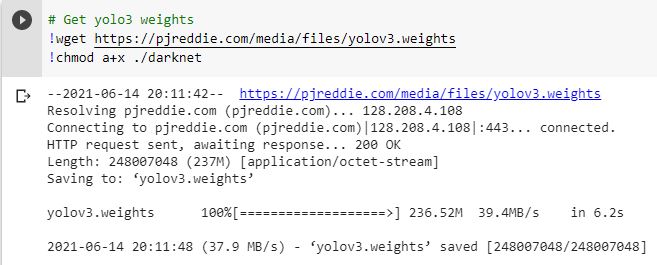 # Get yolo3 weights
!wget https://pjreddie.com/media/files/yolov3.weights
!chmod a+x ./darknet
--2021-06-14 20:11:42--  https://pjreddie.com/media/files/yolov3.weights
Resolving pjreddie.com (pjreddie.com)... 128.208.4.108
Connecting to pjreddie.com (pjreddie.com)|128.208.4.108|:443... connected.
HTTP request sent, awaiting response... 200 OK
Length: 248007048 (237M) [application/octet-stream]
Saving to: ‘yolov3.weights’
yolov3.weights      100%[===================>] 236.52M  39.4MB/s    in 6.2s
2021-06-14 20:11:48 (37.9 MB/s) - ‘yolov3.weights’ saved [248007048/248007048]